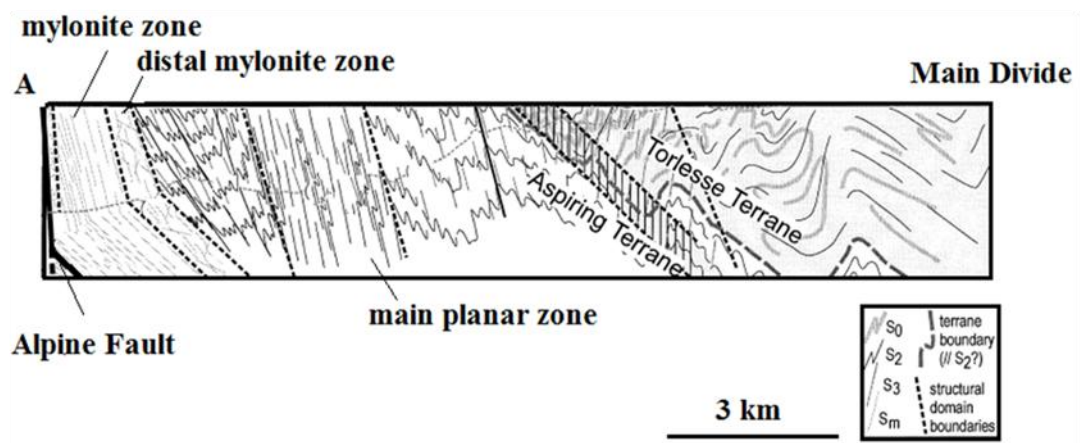 mylonite zone
distal mylonite zone
A
Main Divide
Torlesse Terrane
Aspiring Terrane
main planar zone
Alpine Fault
3 km
S0
S2
S3
Sm
terrane
boundary
(// S2?)
structural
domain
boundaries